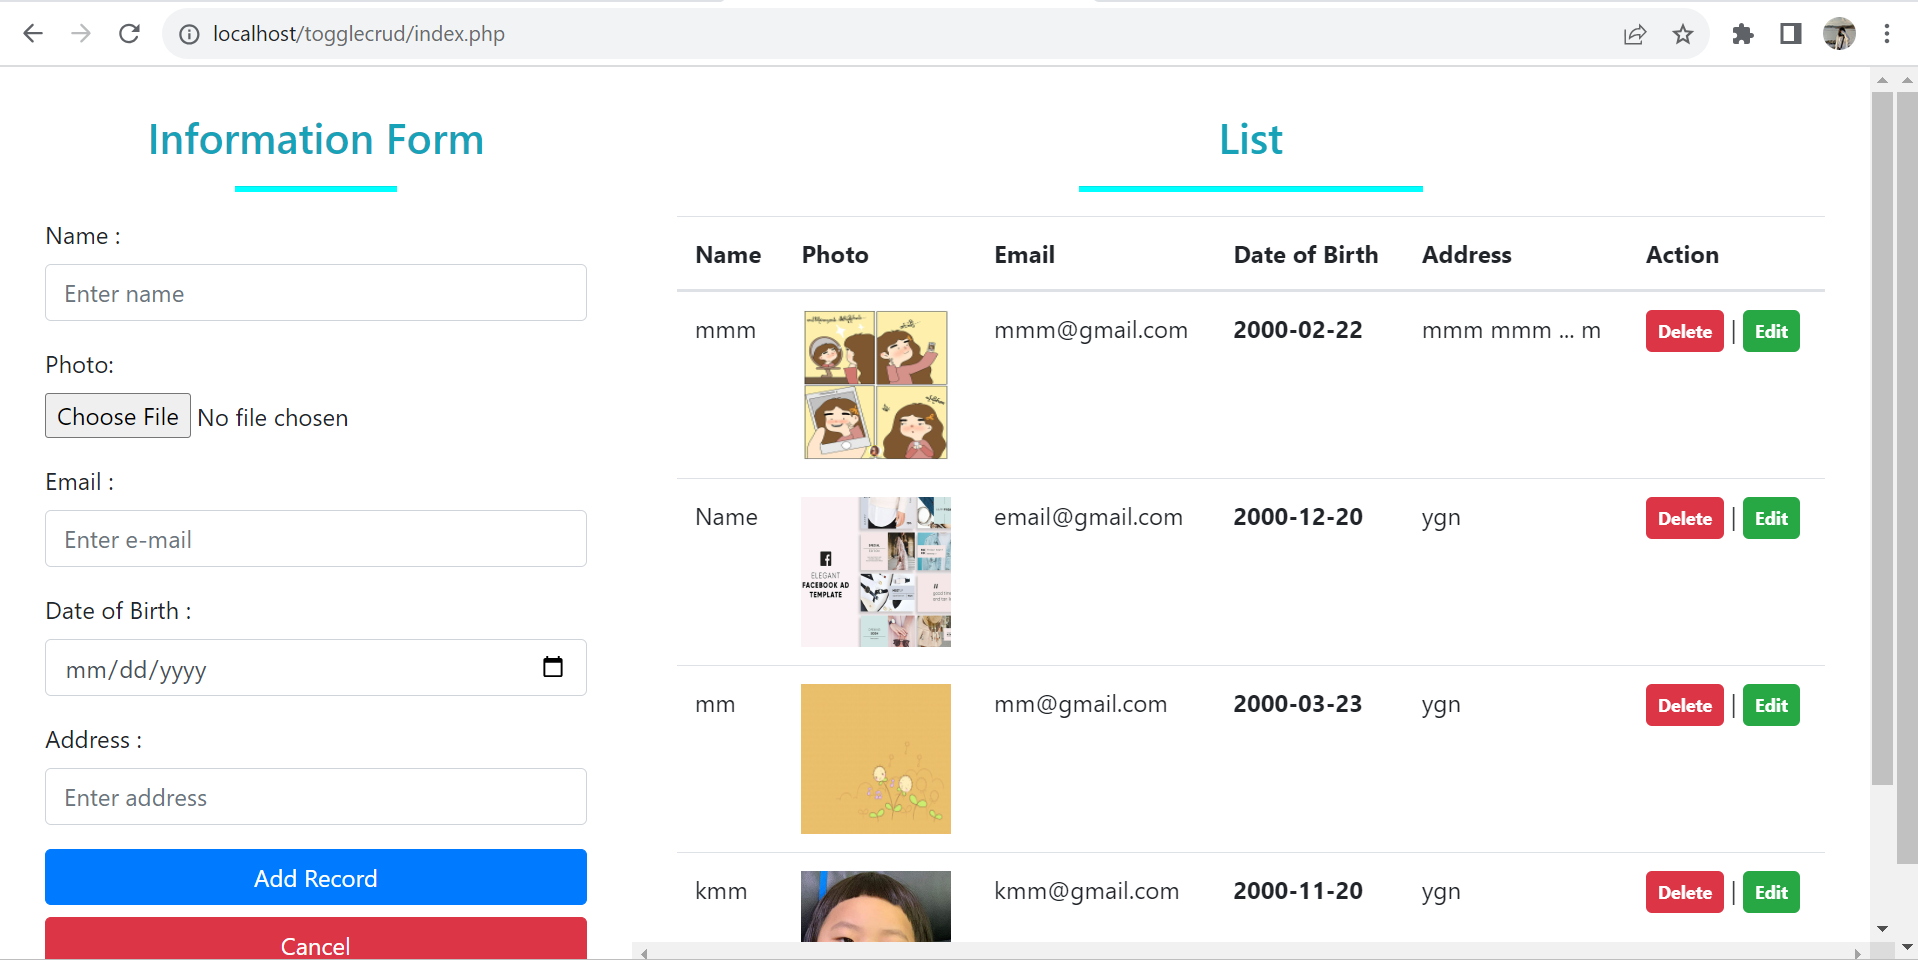 localhost/togglecrud/index.php
Information Form
Name :
Enter name
Photo:
Choose File No file chosen
Email :
Enter e-mail
Date of Birth :
mm/dd/yyyy
Address :
Enter address
Add Record
Cancel
List
Name Photo Email Date of Birth Address Action
mmm mmm@gmail.com 2000-02-22 mmm mmm ... m Delete | Edit
Name email@gmail.com 2000-12-20 ygn Delete | Edit
ELEGANT
FACEBOOK AD
TEMPLATE
mm mm@gmail.com 2000-03-23 ygn Delete | Edit
kmm kmm@gmail.com 2000-11-20 ygn Delete | Edit